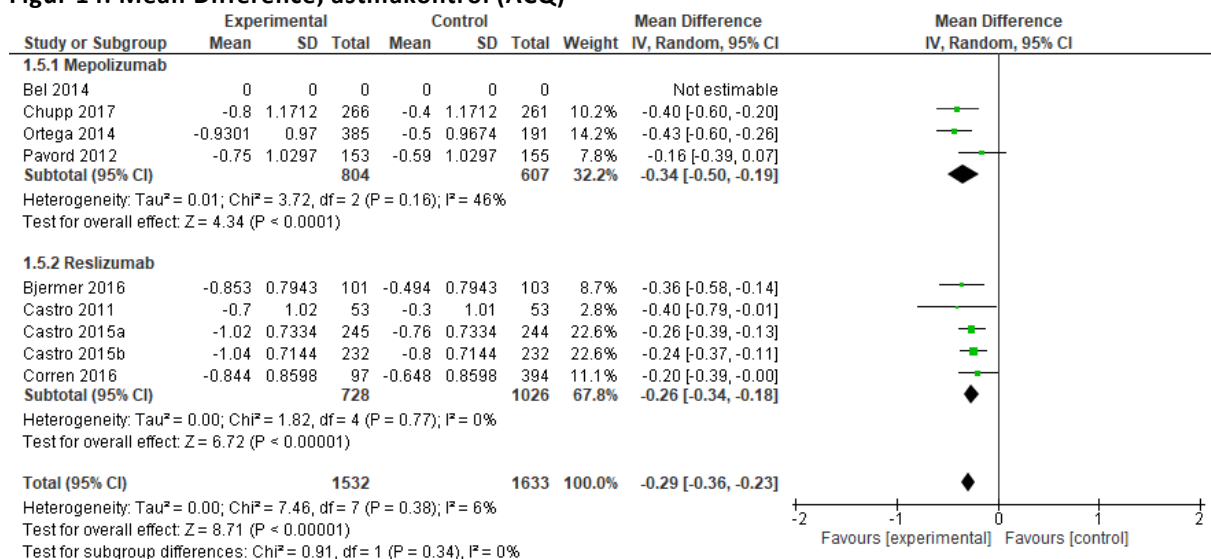 Figur 14. Mean Difference, astmakontrol (ACQ)
Experimental Control Mean Difference Mean Difference
Study or Subgroup Mean SD Total Mean SD Total Weight IV, Random, 95% CI IV, Random, 95% CI
1.5.1 Mepolizumab
Bel 2014 0 0 0 0 0 0 Not estimable
Chupp 2017 -0.8 1.1712 266 -0.4 1.1712 261 10.2% -0.40 [-0.60, -0.20]
Ortega 2014 -0.9301 0.97 385 -0.5 0.9674 191 14.2% -0.43 [-0.60, -0.26]
Pavord 2012 -0.75 1.0297 153 -0.59 1.0297 155 7.8% -0.16 [-0.39, 0.07]
Subtotal (95% CI) 804 607 32.2% -0.34 [-0.50, -0.19]
Heterogeneity: Tau² = 0.01; Chi² = 3.72, df = 2 (P = 0.16); I² = 46%
Test for overall effect: Z = 4.34 (P < 0.0001)
1.5.2 Reslizumab
Bjermer 2016 -0.853 0.7943 101 -0.494 0.7943 103 8.7% -0.36 [-0.58, -0.14]
Castro 2011 -0.7 1.02 53 -0.3 1.01 53 2.8% -0.40 [-0.79, -0.01]
Castro 2015a -1.02 0.7334 245 -0.76 0.7334 244 22.6% -0.26 [-0.39, -0.13]
Castro 2015b -1.04 0.7144 232 -0.8 0.7144 232 22.6% -0.24 [-0.37, -0.11]
Corren 2016 -0.844 0.8598 97 -0.648 0.8598 394 11.1% -0.20 [-0.39, -0.00]
Subtotal (95% CI) 728 1026 67.8% -0.26 [-0.34, -0.18]
Heterogeneity: Tau² = 0.00; Chi² = 1.82, df = 4 (P = 0.77); I² = 0%
Test for overall effect: Z = 6.72 (P < 0.00001)
Total (95% CI) 1532 1633 100.0% -0.29 [-0.36, -0.23]
Heterogeneity: Tau² = 0.00; Chi² = 7.46, df = 7 (P = 0.38); I² = 6%
Test for overall effect: Z = 8.71 (P < 0.00001)
Test for subgroup differences: Chi² = 0.91, df = 1 (P = 0.34), I² = 0%
-2 -1 0 1 2
Favours [experimental] Favours [control]